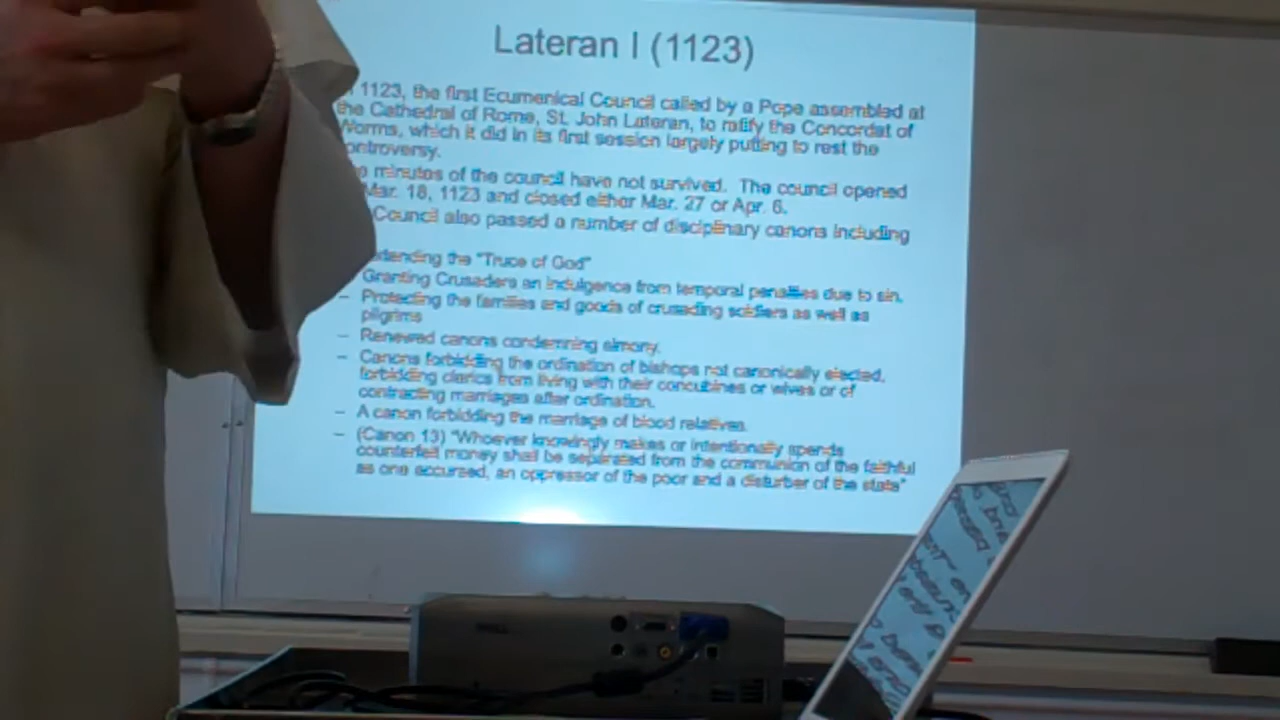 Lateran I (1123)
1123, the first Ecumenical Council called by a Pope assembled at
the Cathedral of Rome, St. John Lateran, to ratify the Concordat of
Worms, which it did in its first session largely putting to rest the
ontroversy.
minutes of the council have not survived. The council opened
Mar. 18, 1123 and closed either Mar. 27 or Apr. 6.
Council also passed a number of disciplinary canons including
tending the "Truce of God"
Granting Crusaders an indulgence from temporal penalties due to sin.
– Protecting the families and goods of crusading soldiers as well as
pilgrims
– Renewed canons condemning simony.
– Canons forbidding the ordination of bishops not canonically elected,
forbidding clerics from living with their concubines or wives or of
contracting marriages after ordination.
– A canon forbidding the marriage of blood relatives.
– (Canon 13) "Whoever knowingly makes or intentionally spends
counterfeit money shall be separated from the communion of the faithful
as one accursed, an oppressor of the poor and a disturber of the state"